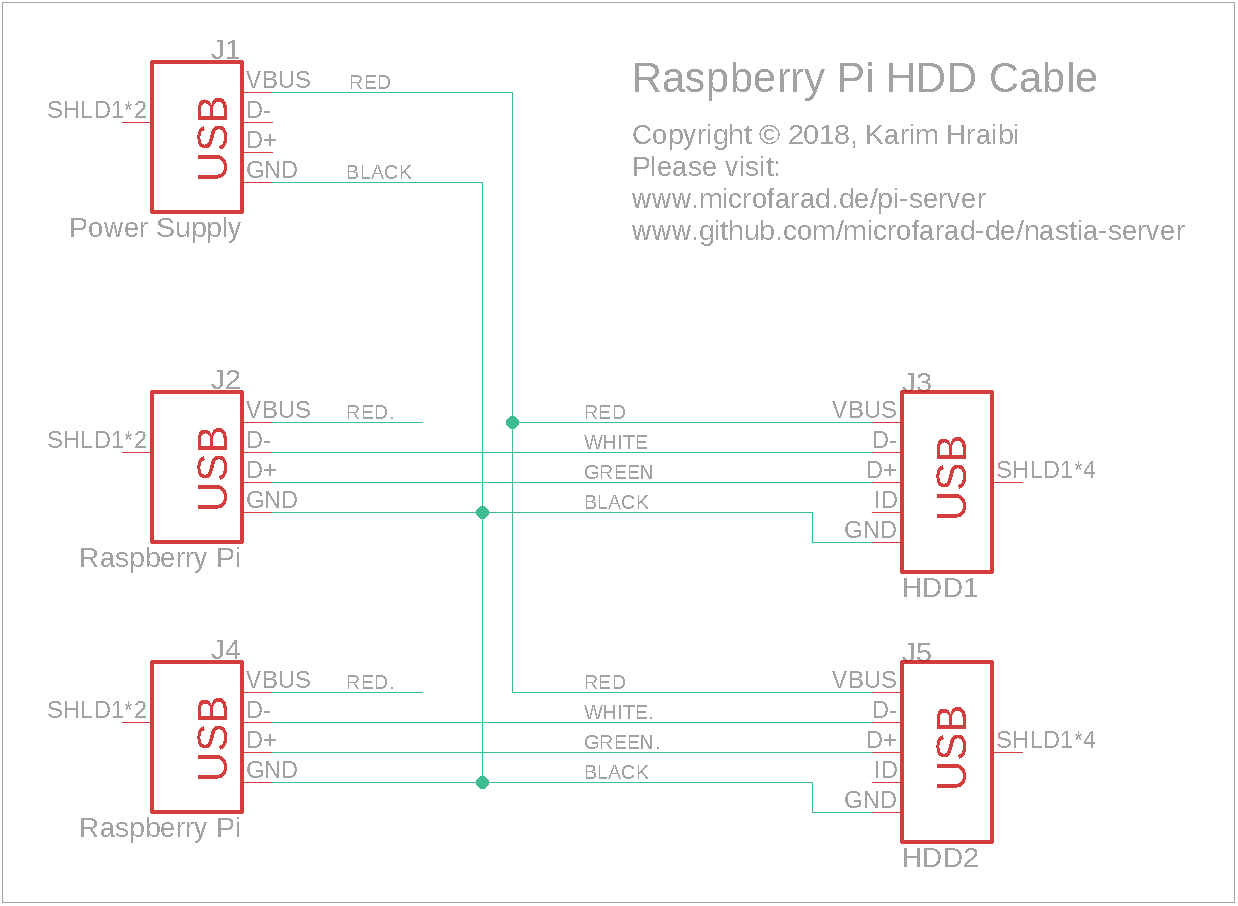 J1
VBUS RED
SHLD1*2 D-
D+
GND BLACK
USB
Power Supply
Raspberry Pi HDD Cable
Copyright © 2018, Karim Hraibi
Please visit:
www.microfarad.de/pi-server
www.github.com/microfarad-de/nastia-server
J2
VBUS RED.
SHLD1*2 D-
D+
GND
USB
Raspberry Pi
RED
WHITE
GREEN
BLACK
J3
VBUS
D-
D+
ID
GND
USB
SHLD1*4
HDD1
J4
VBUS RED.
SHLD1*2 D-
D+
GND
USB
Raspberry Pi
RED
WHITE.
GREEN.
BLACK
J5
VBUS
D-
D+
ID
GND
USB
SHLD1*4
HDD2